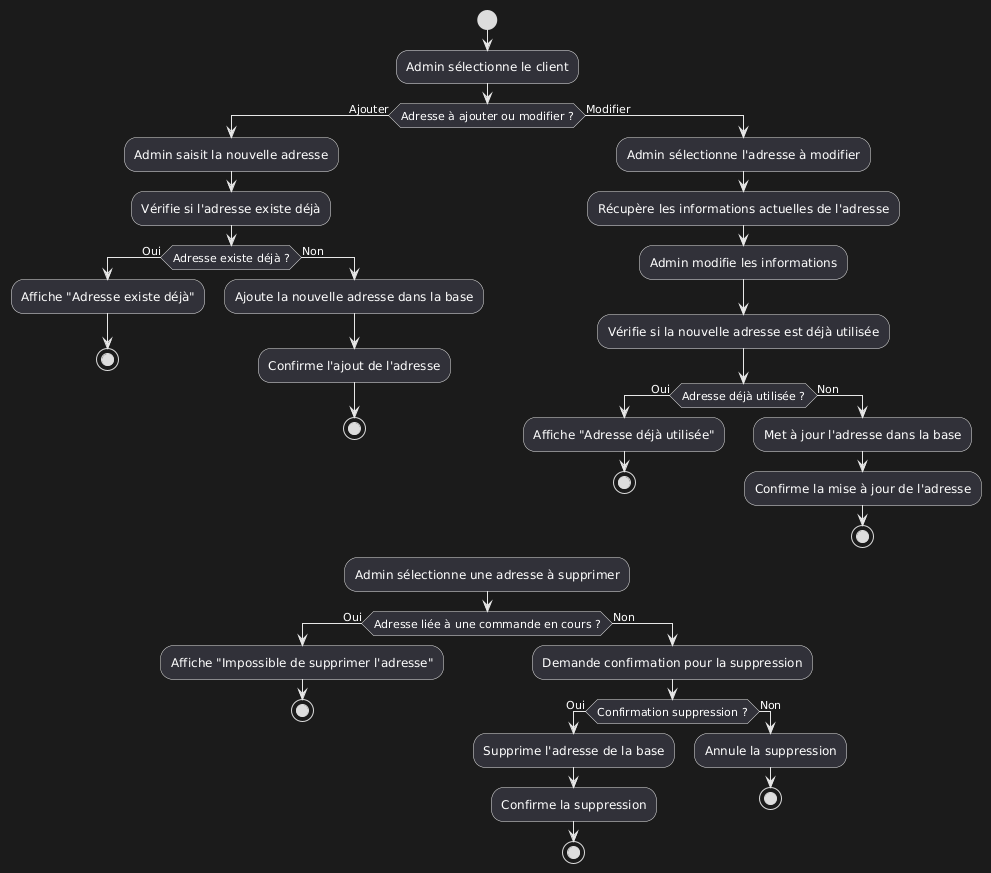 Admin sélectionne le client
Ajouter
Adresse à ajouter ou modifier ?
Modifier
Admin saisit la nouvelle adresse
Vérifie si l'adresse existe déjà
Oui
Adresse existe déjà ?
Non
Affiche "Adresse existe déjà"
Ajoute la nouvelle adresse dans la base
Confirme l'ajout de l'adresse
Admin sélectionne l'adresse à modifier
Récupère les informations actuelles de l'adresse
Admin modifie les informations
Vérifie si la nouvelle adresse est déjà utilisée
Oui
Adresse déjà utilisée ?
Non
Affiche "Adresse déjà utilisée"
Met à jour l'adresse dans la base
Confirme la mise à jour de l'adresse
Admin sélectionne une adresse à supprimer
Oui
Adresse liée à une commande en cours ?
Non
Affiche "Impossible de supprimer l'adresse"
Demande confirmation pour la suppression
Oui
Confirmation suppression ?
Non
Supprime l'adresse de la base
Annule la suppression
Confirme la suppression